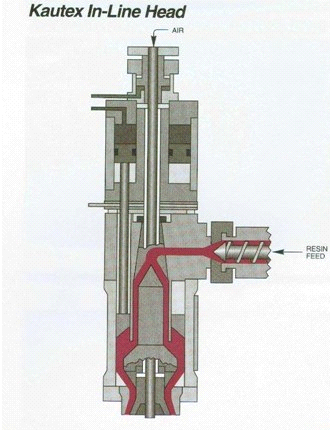 Kautex In-Line Head
AIR
RESIN
FEED